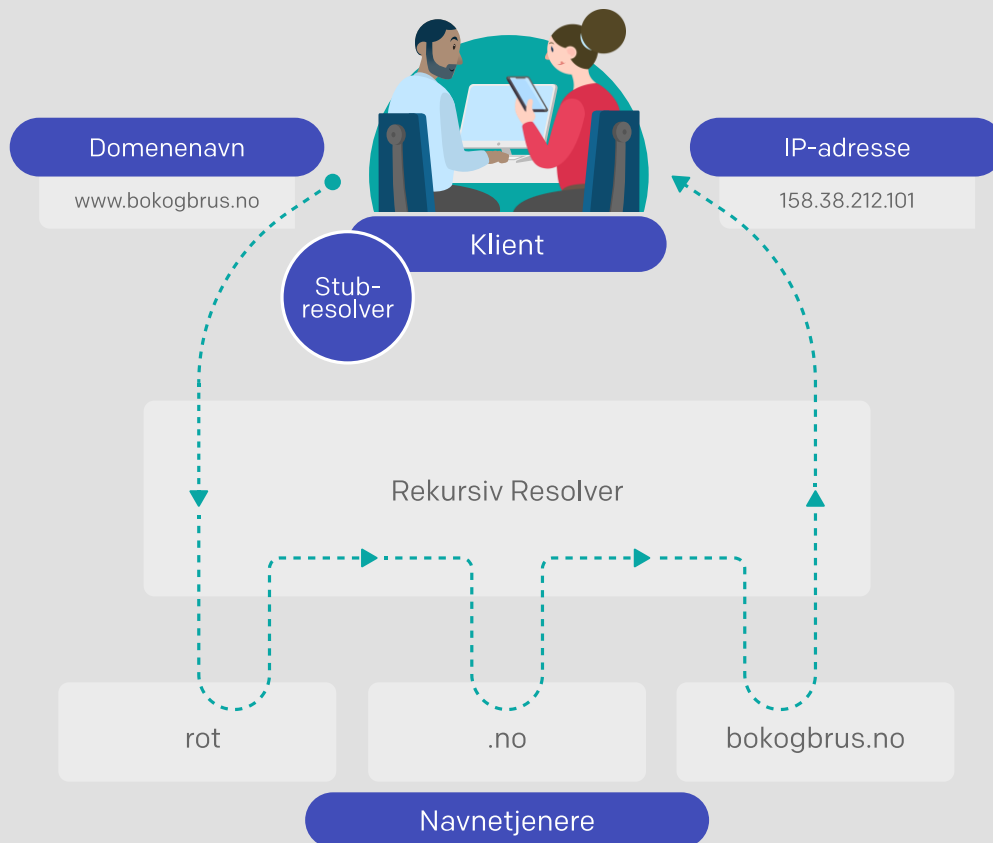 Domenenavn
www.bokogbrus.no
IP-adresse
158.38.212.101
Klient
Stub-
resolver
Rekursiv Resolver
rot
.no
bokogbrus.no
Navnetjenere